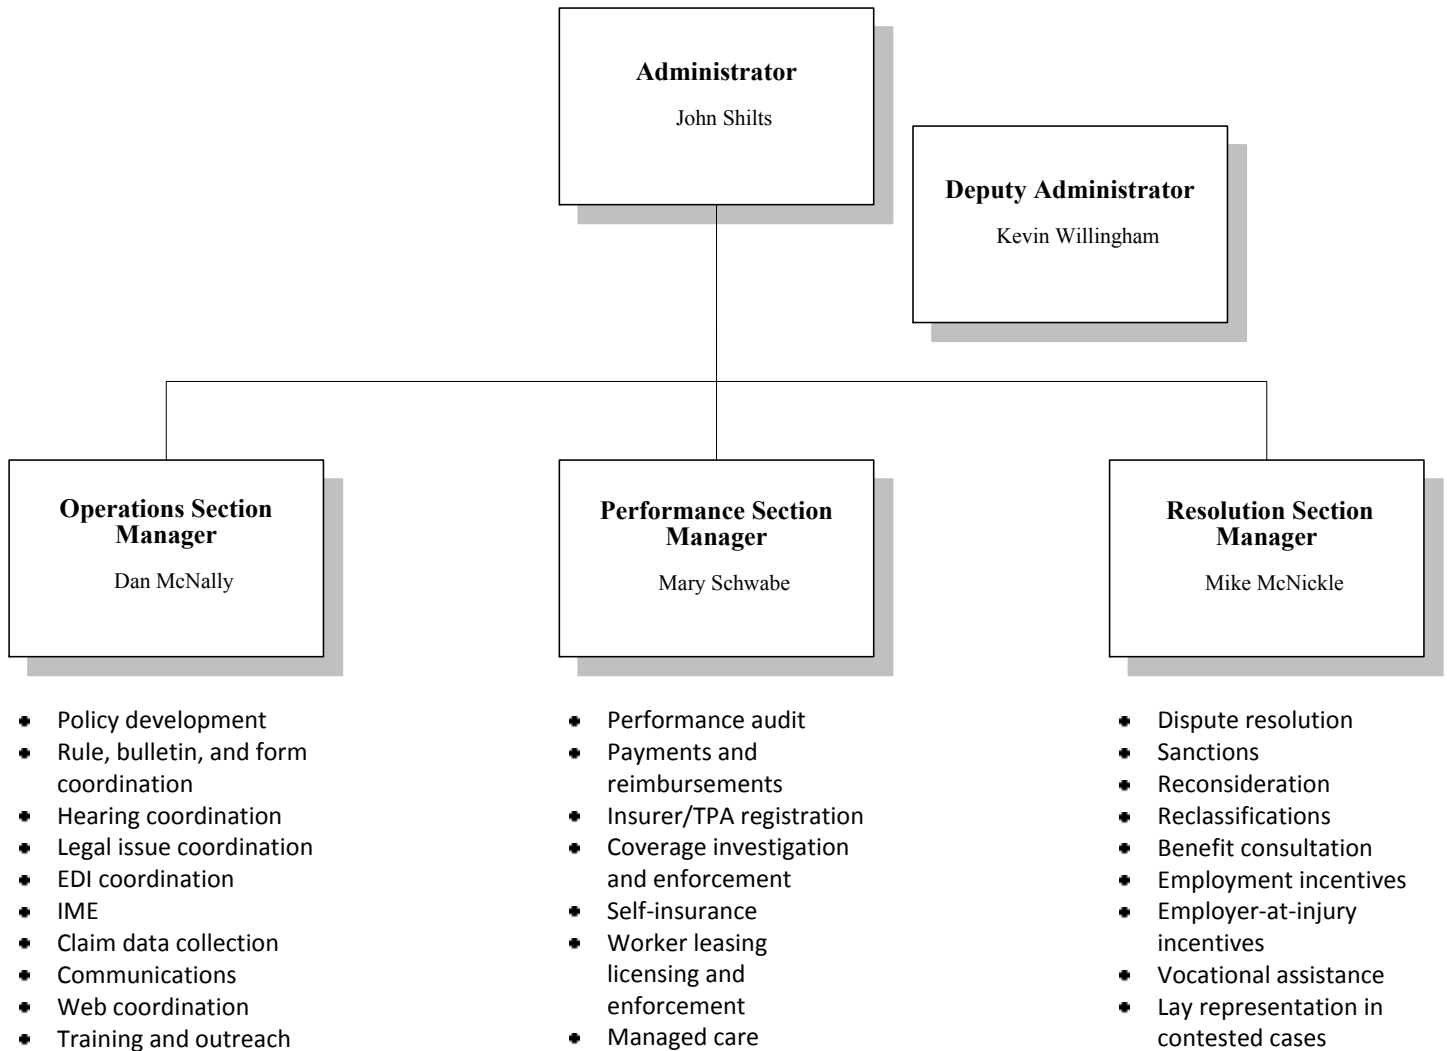 Administrator
John Shilts
Deputy Administrator
Kevin Willingham
Operations Section
Manager
Dan McNally
Performance Section
Manager
Mary Schwabe
Resolution Section
Manager
Mike McNickle
Policy development
Rule, bulletin, and form
coordination
Hearing coordination
Legal issue coordination
EDI coordination
IME
Claim data collection
Communications
Web coordination
Training and outreach
Performance audit
Payments and
reimbursements
Insurer/TPA registration
Coverage investigation
and enforcement
Self-insurance
Worker leasing
licensing and
enforcement
Managed care
Dispute resolution
Sanctions
Reconsideration
Reclassifications
Benefit consultation
Employment incentives
Employer-at-injury
incentives
Vocational assistance
Lay representation in
contested cases